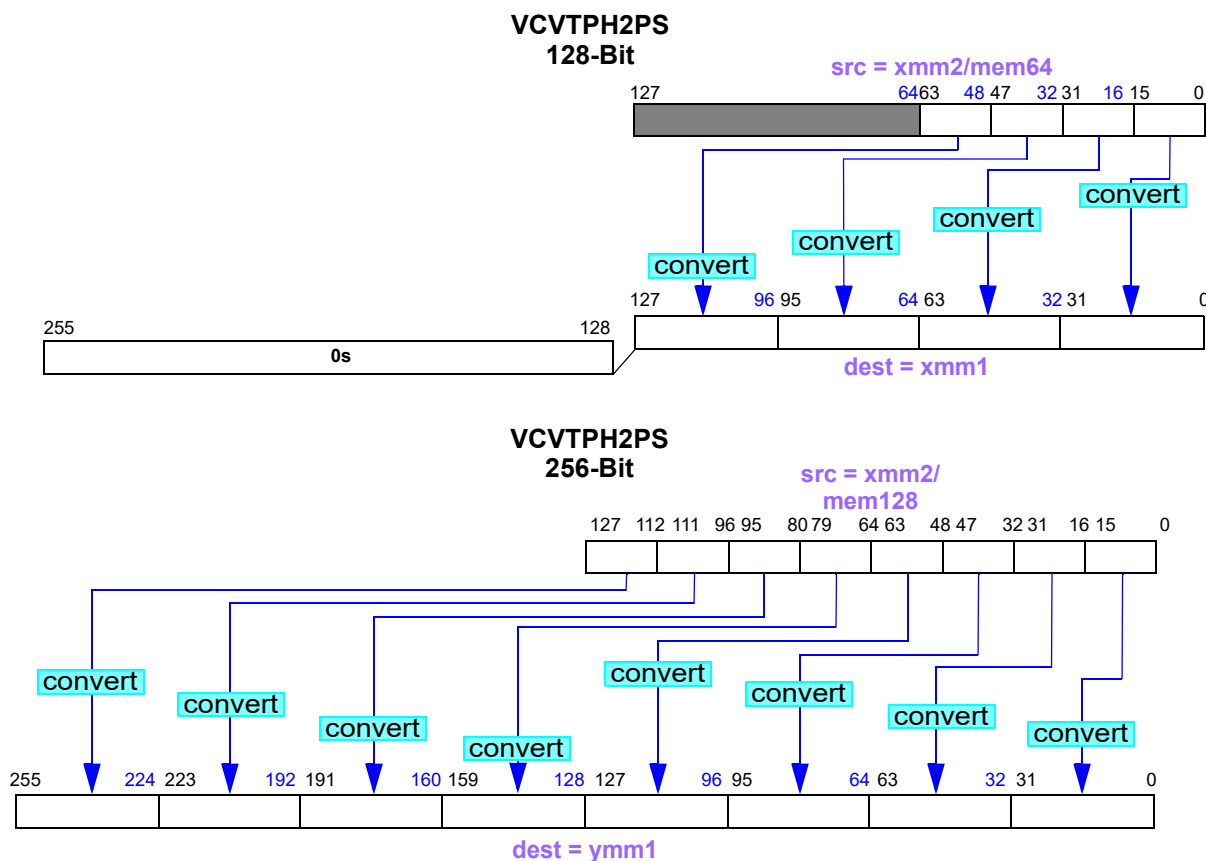 VCVTPH2PS
128-Bit
src = xmm2/mem64
127 64 63 48 47 32 31 16 15 0
convert
convert
convert
convert
127 96 95 64 63 32 31 0
255 128
0s
dest = xmm1
VCVTPH2PS
256-Bit
src = xmm2/
mem128
127 112 111 96 95 80 79 64 63 48 47 32 31 16 15 0
convert
convert
convert
convert
convert
convert
convert
convert
255 224 223 192 191 160 159 128 127 96 95 64 63 32 31 0
dest = ymm1